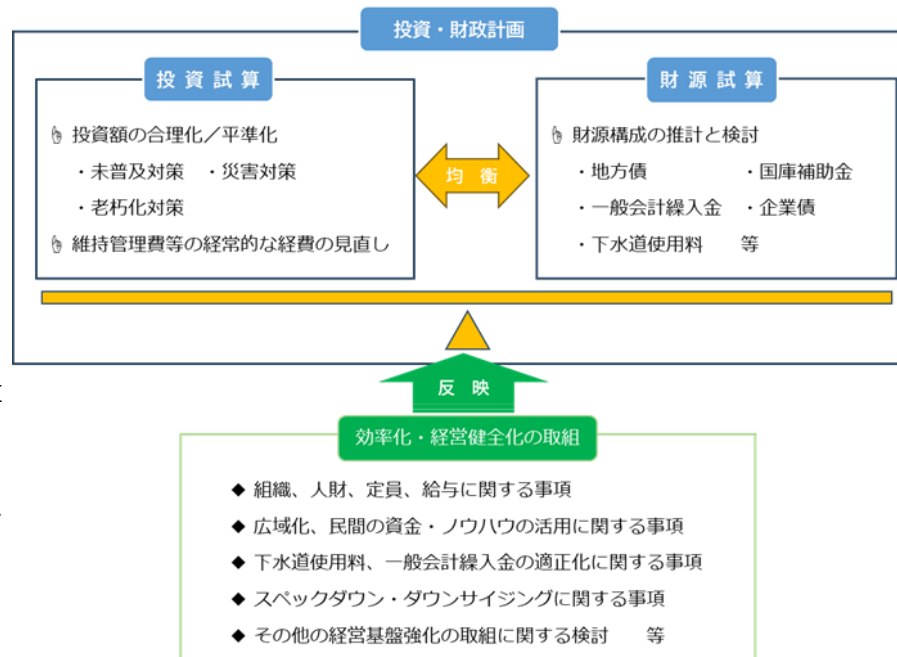 投資・財政計画
投資試算
☝ 投資額の合理化／平準化
・未普及対策　・災害対策
・老朽化対策
☝ 維持管理費等の経常的な経費の見直し
均衡
財源試算
☝ 財源構成の推計と検討
・地方債　・国庫補助金
・一般会計繰入金　・企業債
・下水道使用料　等
反映
効率化・経営健全化の取組
◆ 組織、人財、定員、給与に関する事項
◆ 広域化、民間の資金・ノウハウの活用に関する事項
◆ 下水道使用料、一般会計繰入金の適正化に関する事項
◆ スペックダウン・ダウンサイジングに関する事項
◆ その他の経営基盤強化の取組に関する検討　等